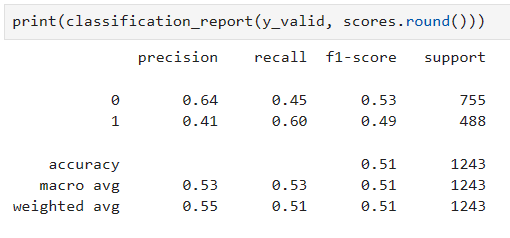 print(classification_report(y_valid, scores.round()))
precision recall f1-score support
0 0.64 0.45 0.53 755
1 0.41 0.60 0.49 488
accuracy 0.51 1243
macro avg 0.53 0.53 0.51 1243
weighted avg 0.55 0.51 0.51 1243